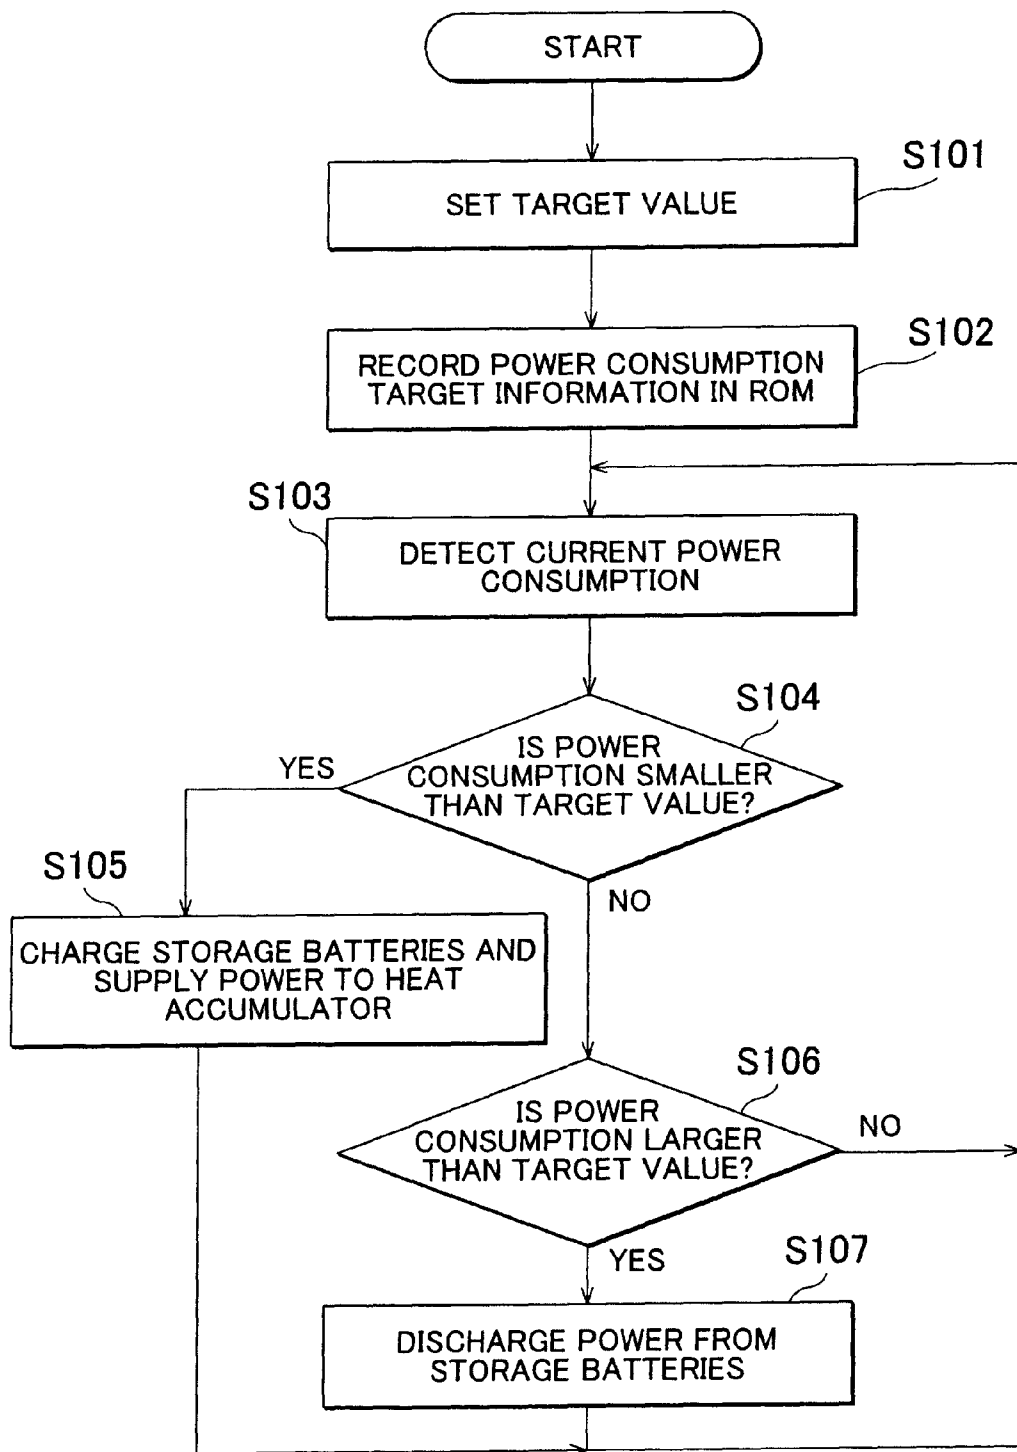 START
S101
SET TARGET VALUE
S102
RECORD POWER CONSUMPTION
TARGET INFORMATION IN ROM
S103
DETECT CURRENT POWER
CONSUMPTION
S104
IS POWER
CONSUMPTION SMALLER
THAN TARGET VALUE?
YES
NO
S105
CHARGE STORAGE BATTERIES AND
SUPPLY POWER TO HEAT
ACCUMULATOR
S106
IS POWER
CONSUMPTION LARGER
THAN TARGET VALUE?
NO
YES
S107
DISCHARGE POWER FROM
STORAGE BATTERIES